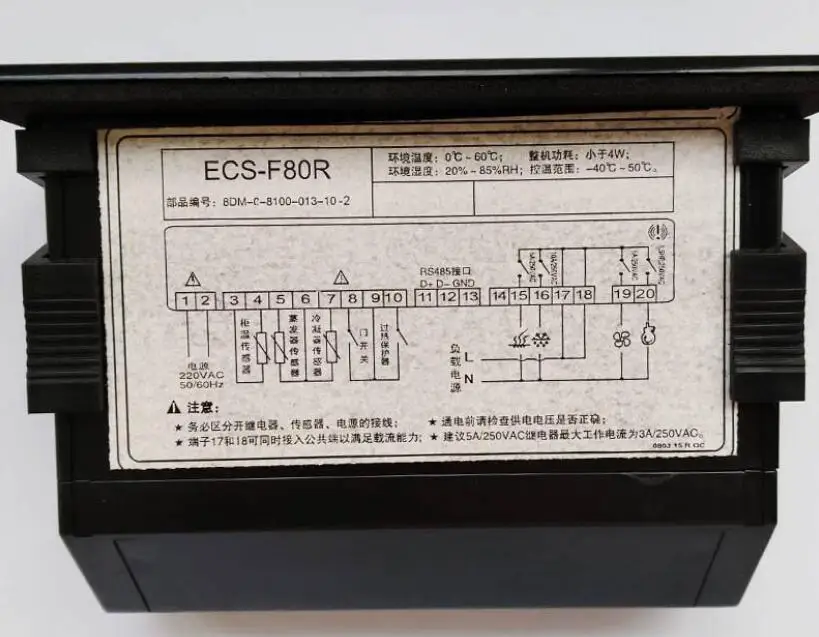 ECS-F80R
环境温度：0℃～60℃； 整机功耗：小于4W；
环境湿度：20%～85%RH；控温范围：-40℃～50℃。
部品编号：8DM-0-8100-013-10-2
RS485接口
D+ D- GND
1 2 3 4 5 6 7 8 9 10 11 12 13 14 15 16 17 18 19 20
电源
220VAC
50/60Hz
柜温传感器
蒸发器传感器
冷凝器传感器
门开关
过热保护器
负载电源
L
N
注意：
★ 务必区分开继电器、传感器、电源的接线；
★ 通电前请检查供电电压是否正确；
★ 端子17和18可同时接入公共端以满足载流能力；
★ 建议5A/250VAC继电器最大工作电流为3A/250VAC。